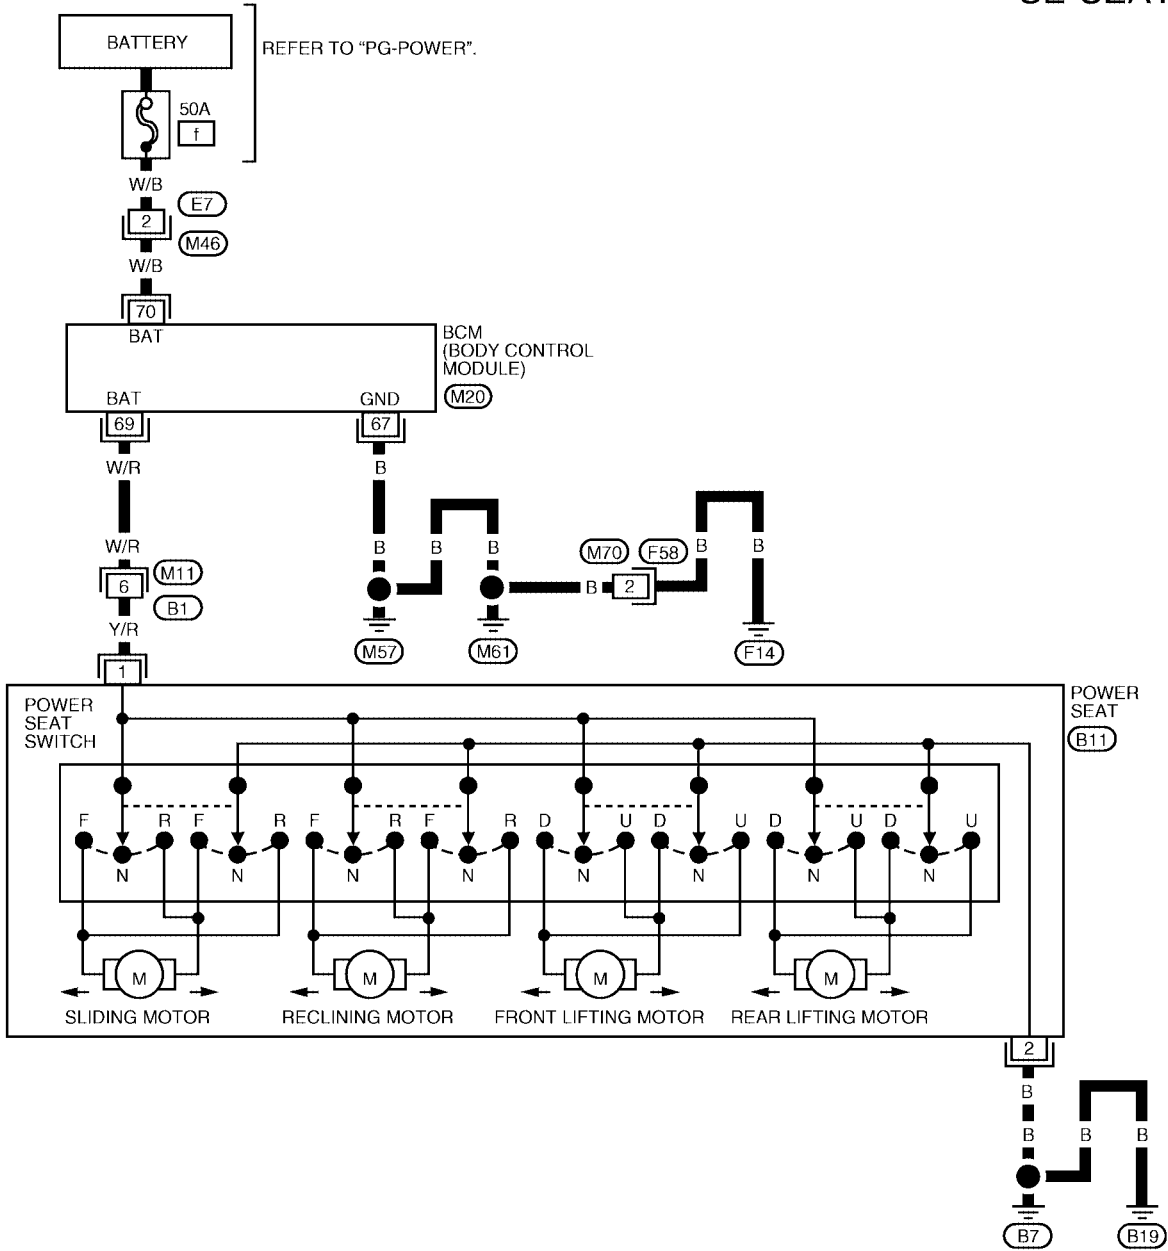 BATTERY
REFER TO “PG-POWER”.
50A
f
W/B
E7
2
M46
W/B
70
BAT
BCM
(BODY CONTROL
MODULE)
M20
BAT
GND
69
67
W/R
B
W/R
B
B
B
M70
F58
B
B
M11
6
B
2
B1
Y/R
1
M57
M61
F14
POWER
SEAT
SWITCH
POWER
SEAT
B11
F R F R F R F R D U D U D U D U
N N N N N N N N
M M M M
SLIDING MOTOR
RECLINING MOTOR
FRONT LIFTING MOTOR
REAR LIFTING MOTOR
2
B
B B B
B7
B19